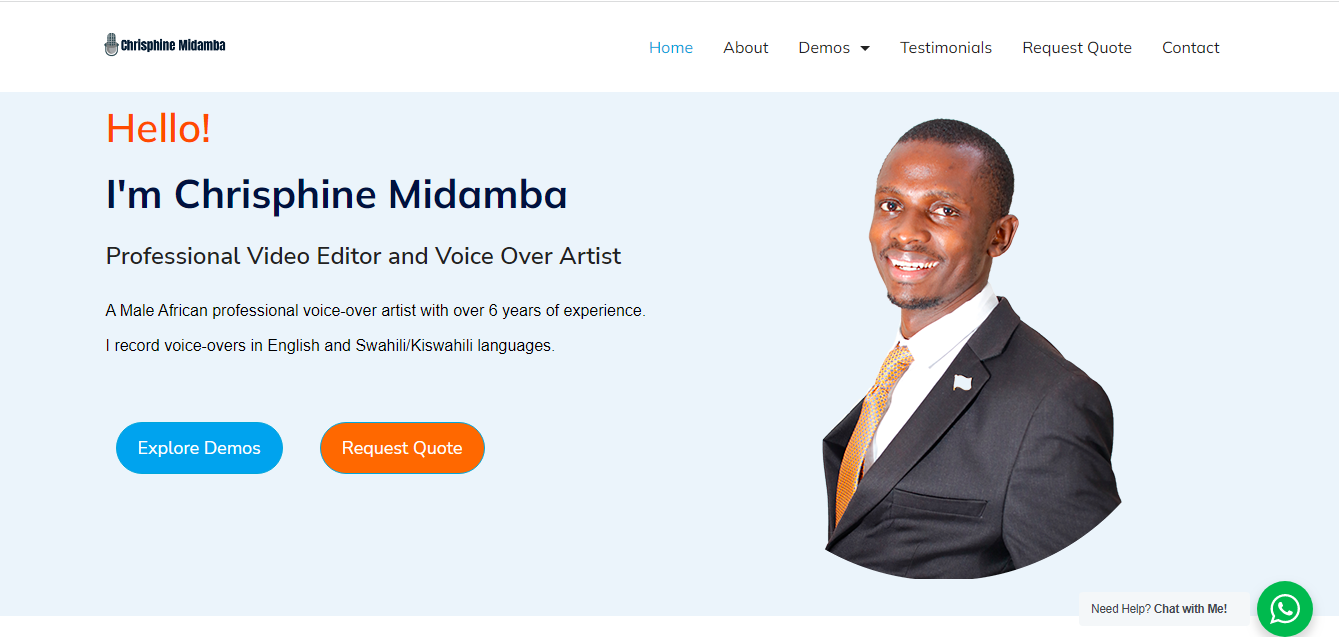 Chrisphine Midamba
Home About Demos Testimonials Request Quote Contact
Hello!
I'm Chrisphine Midamba
Professional Video Editor and Voice Over Artist
A Male African professional voice-over artist with over 6 years of experience.
I record voice-overs in English and Swahili/Kiswahili languages.
Explore Demos Request Quote
Need Help? Chat with Me!